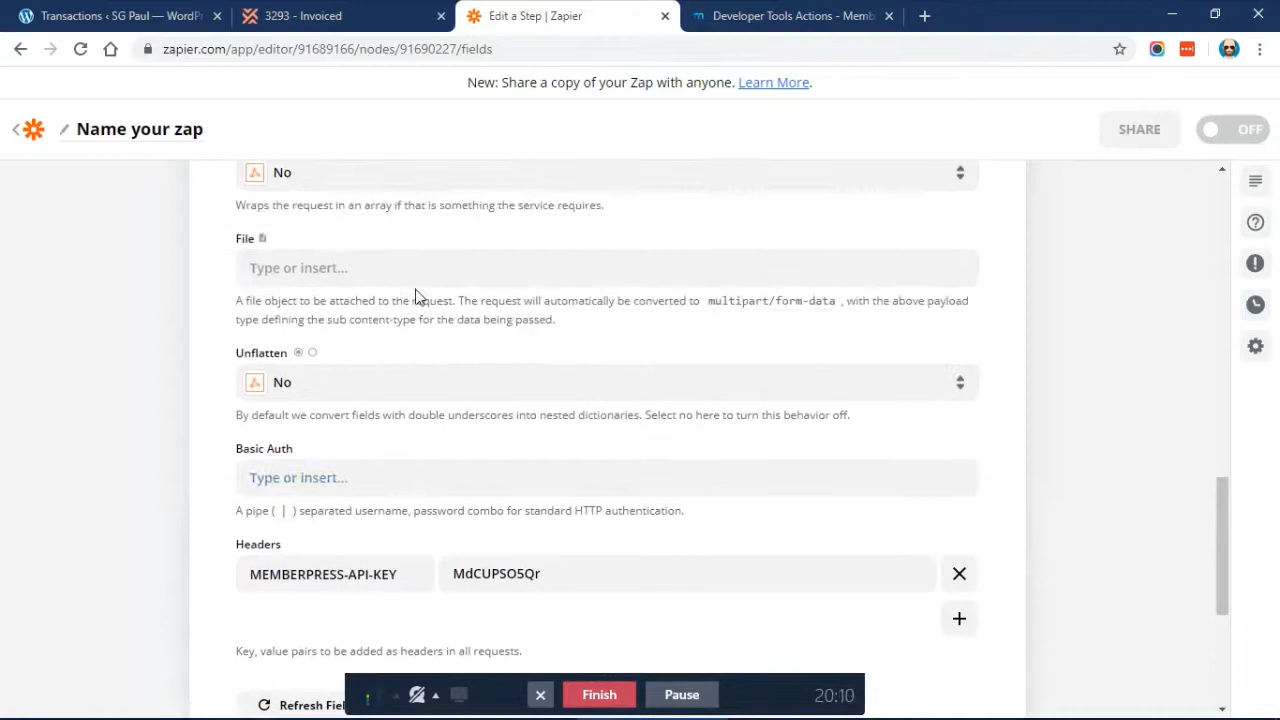 Transactions ‹ SG Paul — WordPr
3293 - Invoiced
Edit a Step | Zapier
Developer Tools Actions - Memb
zapier.com/app/editor/91689166/nodes/91690227/fields
New: Share a copy of your Zap with anyone. Learn More.
Name your zap
SHARE
OFF
No
Wraps the request in an array if that is something the service requires.
File
Type or insert...
A file object to be attached to the request. The request will automatically be converted to multipart/form-data , with the above payload
type defining the sub content-type for the data being passed.
Unflatten
No
By default we convert fields with double underscores into nested dictionaries. Select no here to turn this behavior off.
Basic Auth
Type or insert...
A pipe ( | ) separated username, password combo for standard HTTP authentication.
Headers
MEMBERPRESS-API-KEY MdCUPSO5Qr
Key, value pairs to be added as headers in all requests.
Refresh Fiel
Finish
Pause
20:10